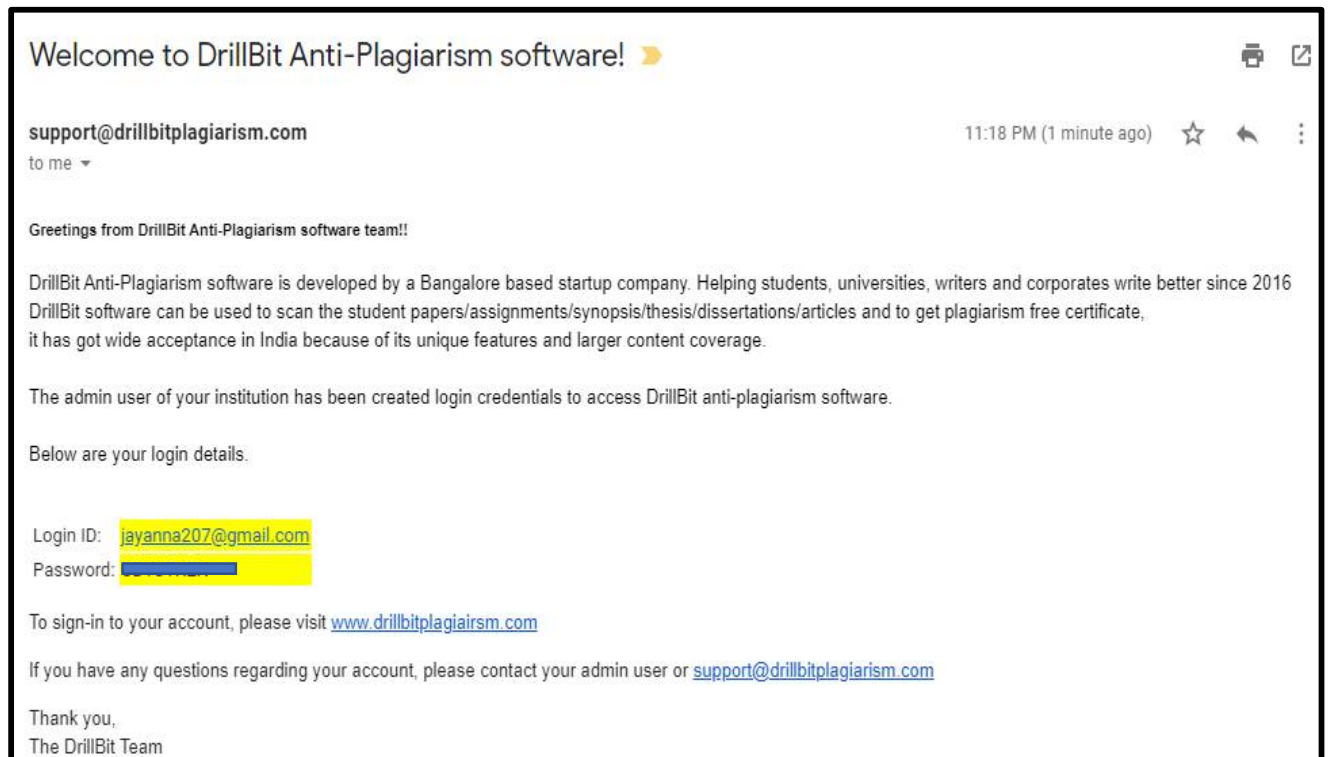 Welcome to DrillBit Anti-Plagiarism software!
support@drillbitplagiarism.com
11:18 PM (1 minute ago)
to me
Greetings from DrillBit Anti-Plagiarism software team!!
DrillBit Anti-Plagiarism software is developed by a Bangalore based startup company. Helping students, universities, writers and corporates write better since 2016
DrillBit software can be used to scan the student papers/assignments/synopsis/thesis/dissertations/articles and to get plagiarism free certificate,
it has got wide acceptance in India because of its unique features and larger content coverage.
The admin user of your institution has been created login credentials to access DrillBit anti-plagiarism software.
Below are your login details.
Login ID: jayanna207@gmail.com
Password:
To sign-in to your account, please visit www.drillbitplagiairsm.com
If you have any questions regarding your account, please contact your admin user or support@drillbitplagiarism.com
Thank you,
The DrillBit Team